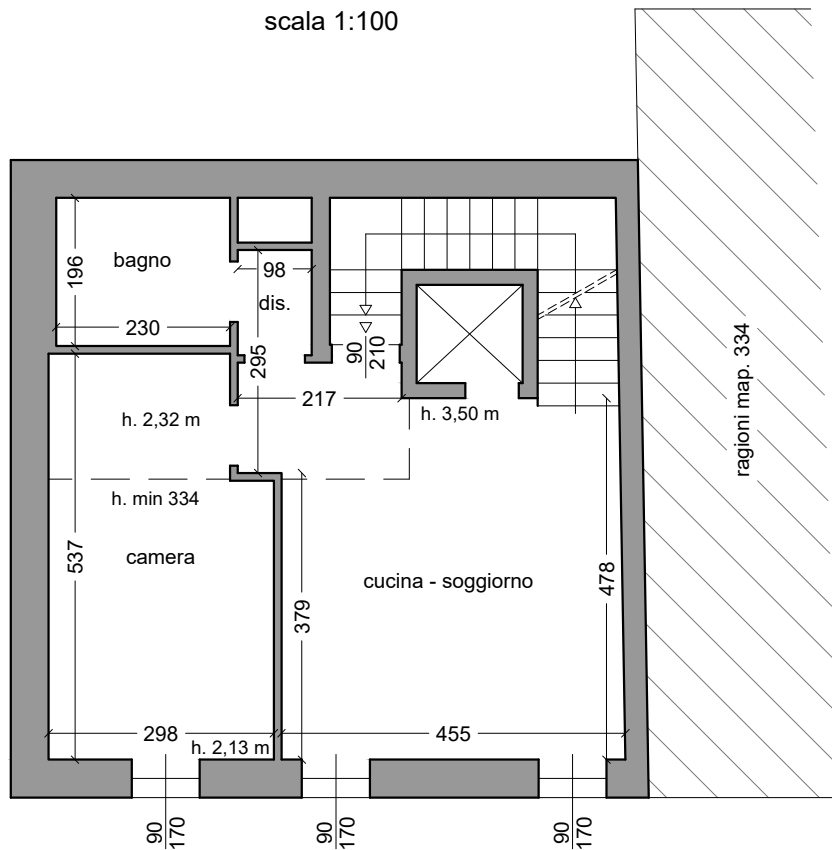 scala 1:100
bagno
196
230
98
dis.
295
90
210
217
h. 2,32 m
h. 3,50 m
h. min 334
camera
537
cucina - soggiorno
379
478
ragioni map. 334
298
h. 2,13 m
455
90
170
90
170
90
170